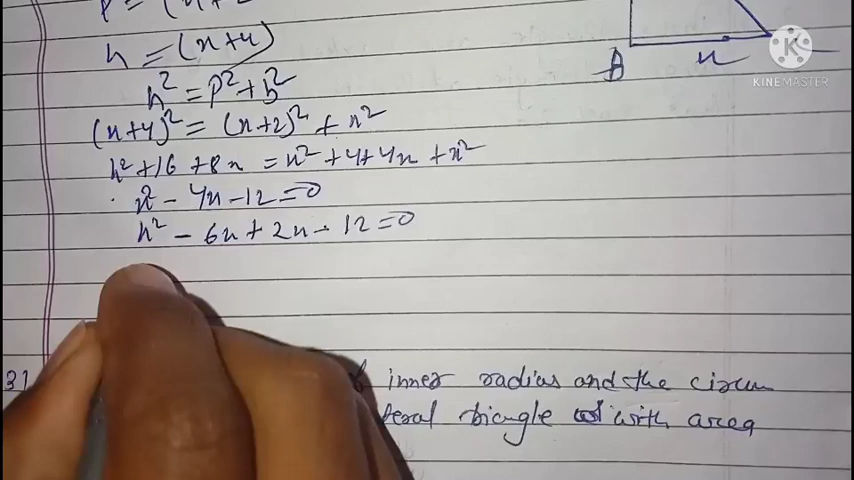 h = (x+4)
h² = p² + b²
(x+4)² = (x+2)² + x²
x² + 16 + 8x = x² + 4 + 4x + x²
x² - 4x - 12 = 0
x² - 6x + 2x - 12 = 0
B x
KINEMASTER
31 inner radius and the circum
teral triangle with area